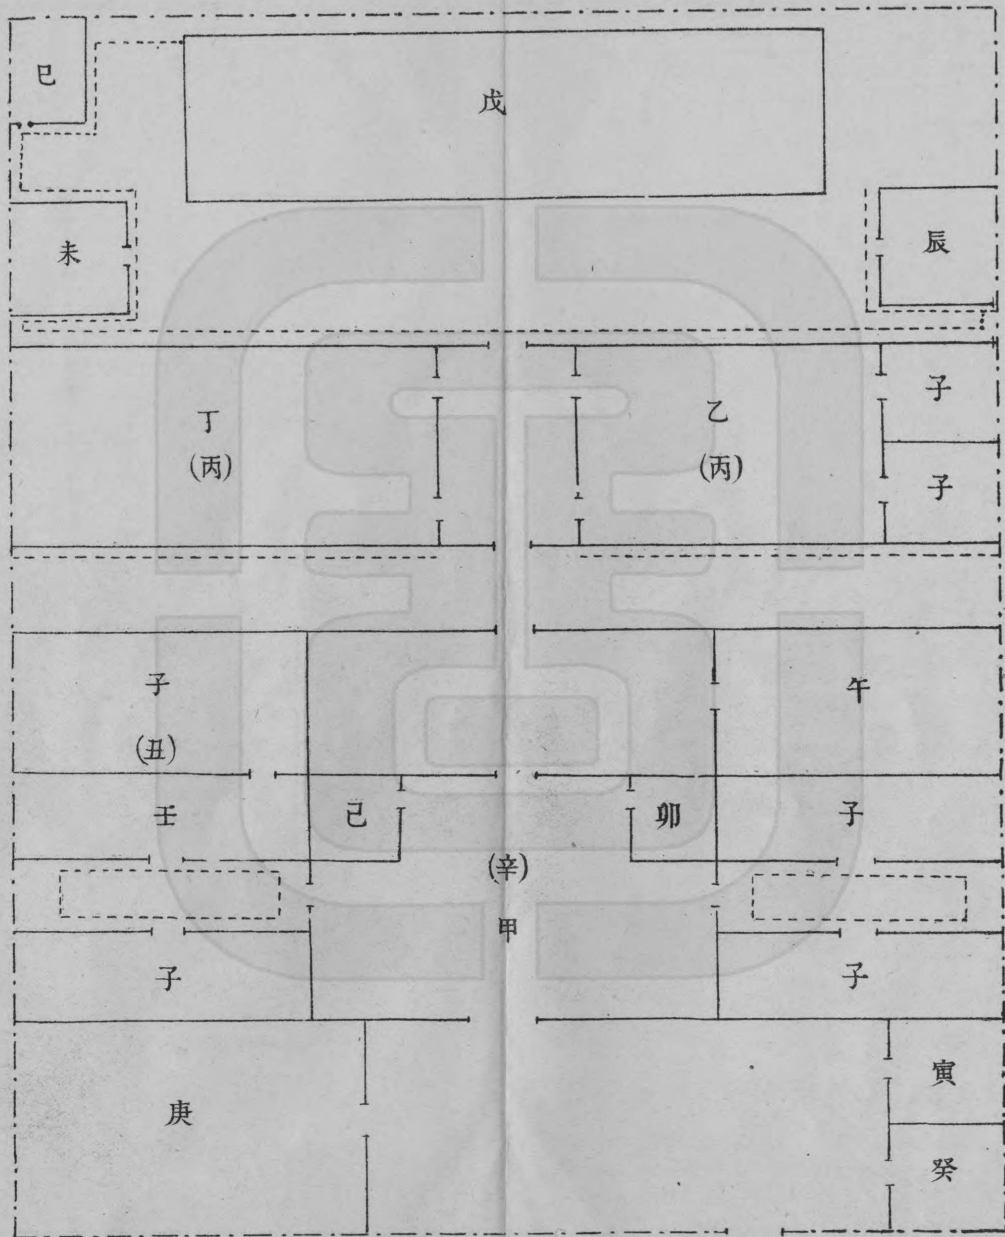 巳
戊
未
辰
丁
(丙)
乙
(丙)
子
子
子
(丑)
午
壬
己
卯
子
(辛)
甲
子
子
庚
寅
癸